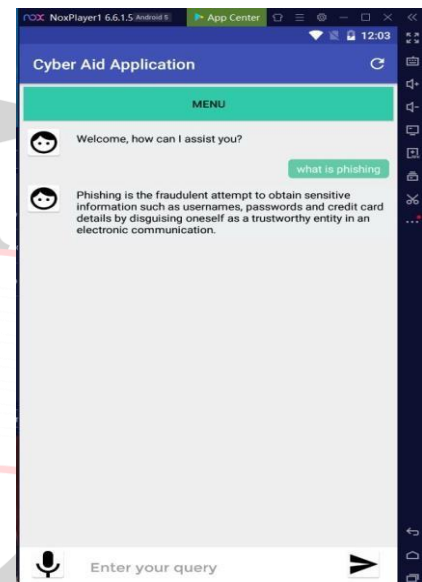 NOX NoxPlayer1 6.6.1.5 Android 5 App Center
12:03
Cyber Aid Application
MENU
Welcome, how can I assist you?
what is phishing
Phishing is the fraudulent attempt to obtain sensitive
information such as usernames, passwords and credit card
details by disguising oneself as a trustworthy entity in an
electronic communication.
Enter your query